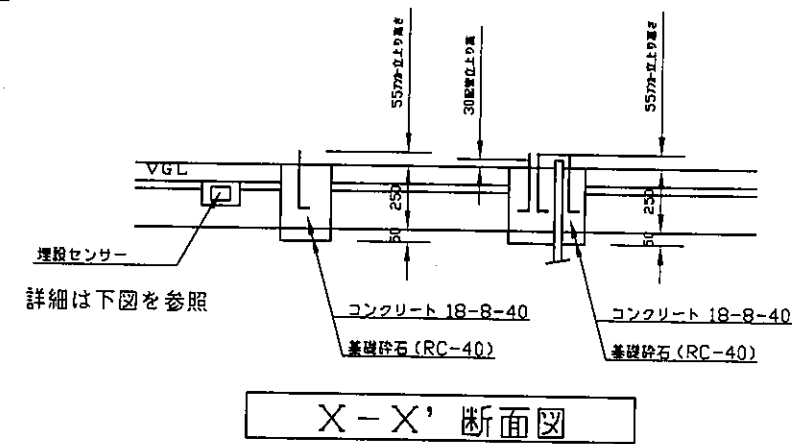 55アンカー立上り高さ
30配管立上り高
55アンカー立上り高さ
VGL
250
50
250
50
埋設センサー
詳細は下図を参照
コンクリート 18-8-40
基礎砕石(RC-40)
コンクリート 18-8-40
基礎砕石(RC-40)
X-X' 断面図